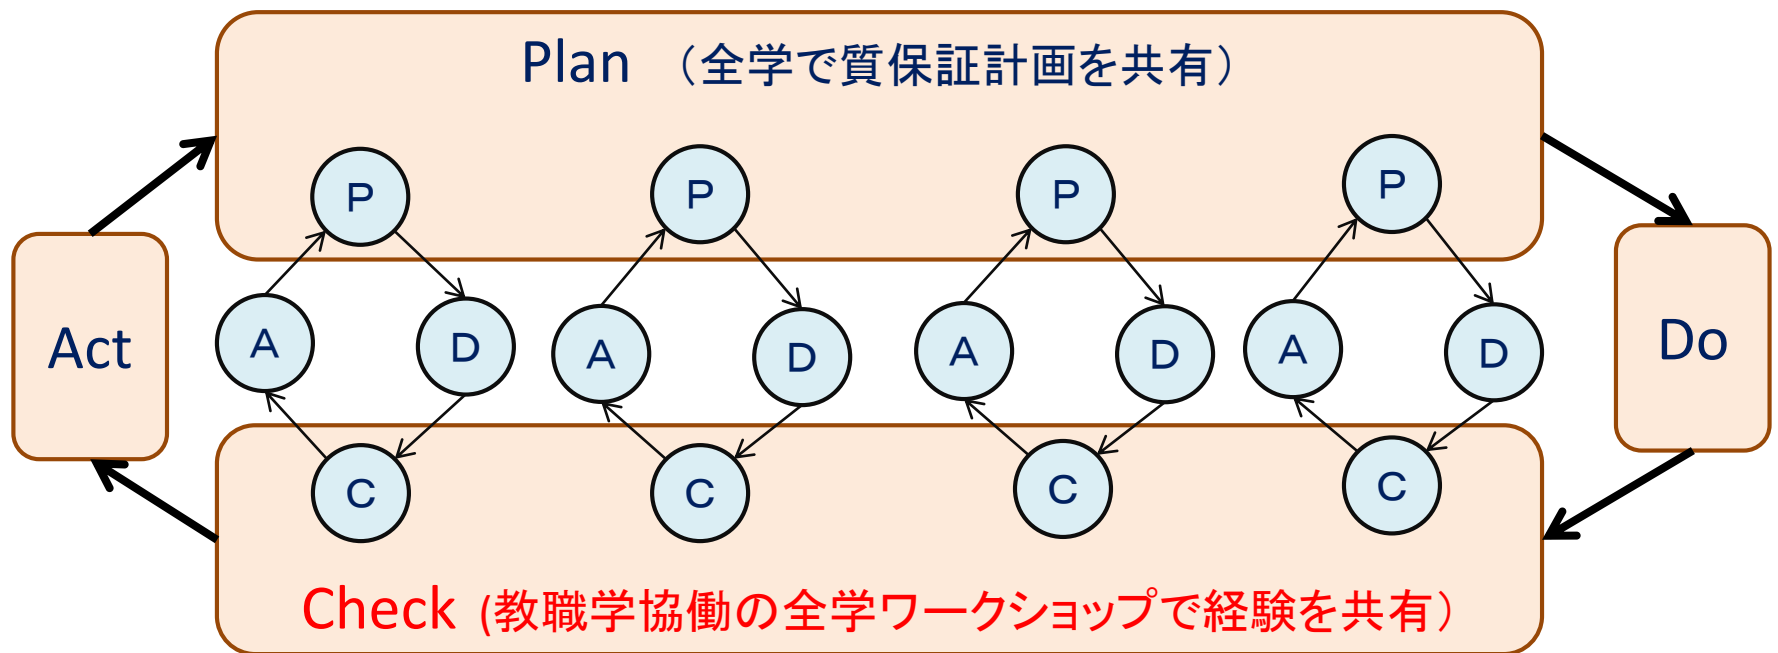 Plan （全学で質保証計画を共有）
P P P P
Act
A D A D A D A D
Do
C C C C
Check (教職学協働の全学ワークショップで経験を共有）